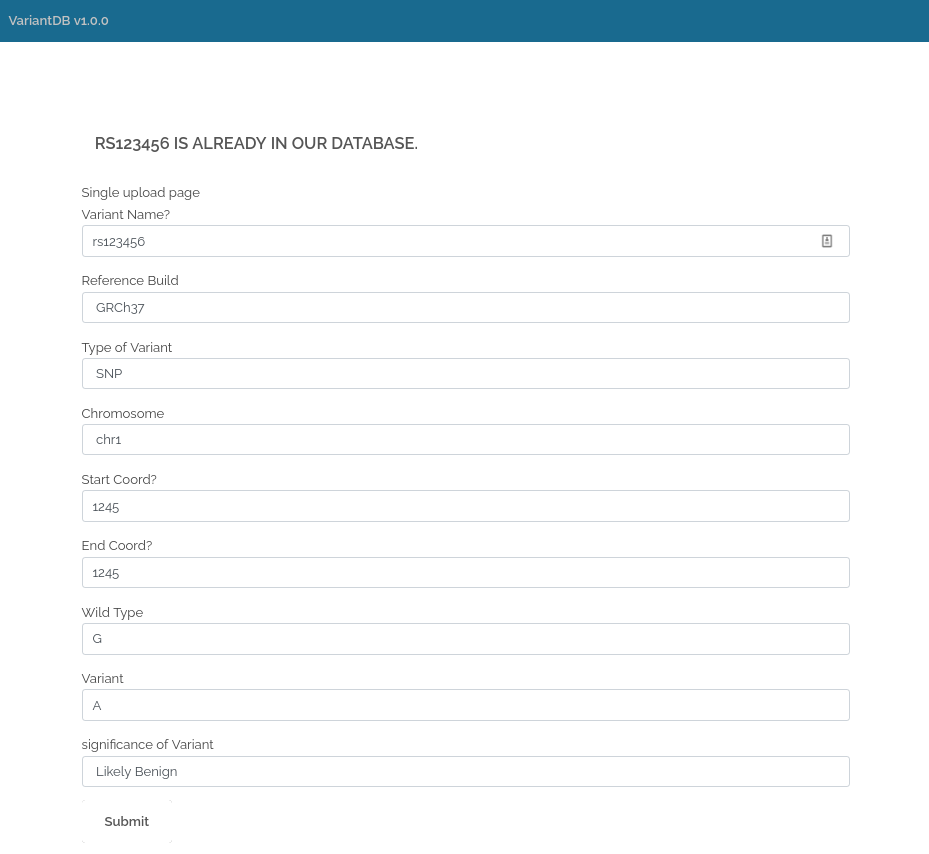 VariantDB v1.0.0
RS123456 IS ALREADY IN OUR DATABASE.
Single upload page
Variant Name?
rs123456
Reference Build
GRCh37
Type of Variant
SNP
Chromosome
chr1
Start Coord?
1245
End Coord?
1245
Wild Type
G
Variant
A
significance of Variant
Likely Benign
Submit